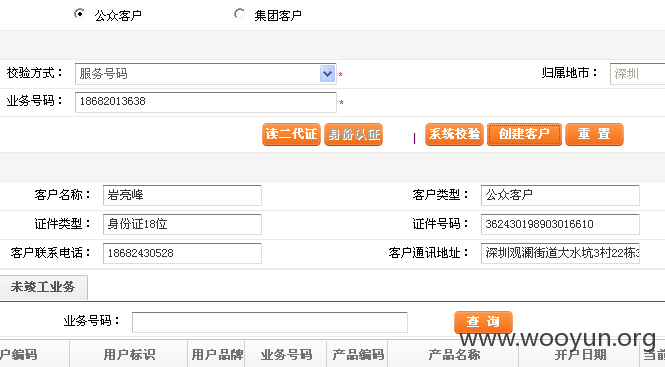 公众客户 集团客户
校验方式： 服务号码 * 归属地市： 深圳
业务号码： 18682013638 *
读二代证 身份认证 | 系统校验 创建客户 重 置
客户名称： 岩亮峰 客户类型： 公众客户
证件类型： 身份证18位 证件号码： 362430198903016610
客户联系电话： 18682430528 客户通讯地址： 深圳观澜街道大水坑3村22栋3
未竣工业务
业务号码： 查 询
www.wooyun.org
户编码 用户标识 用户品牌 业务号码 产品编码 产品名称 开户日期 当前